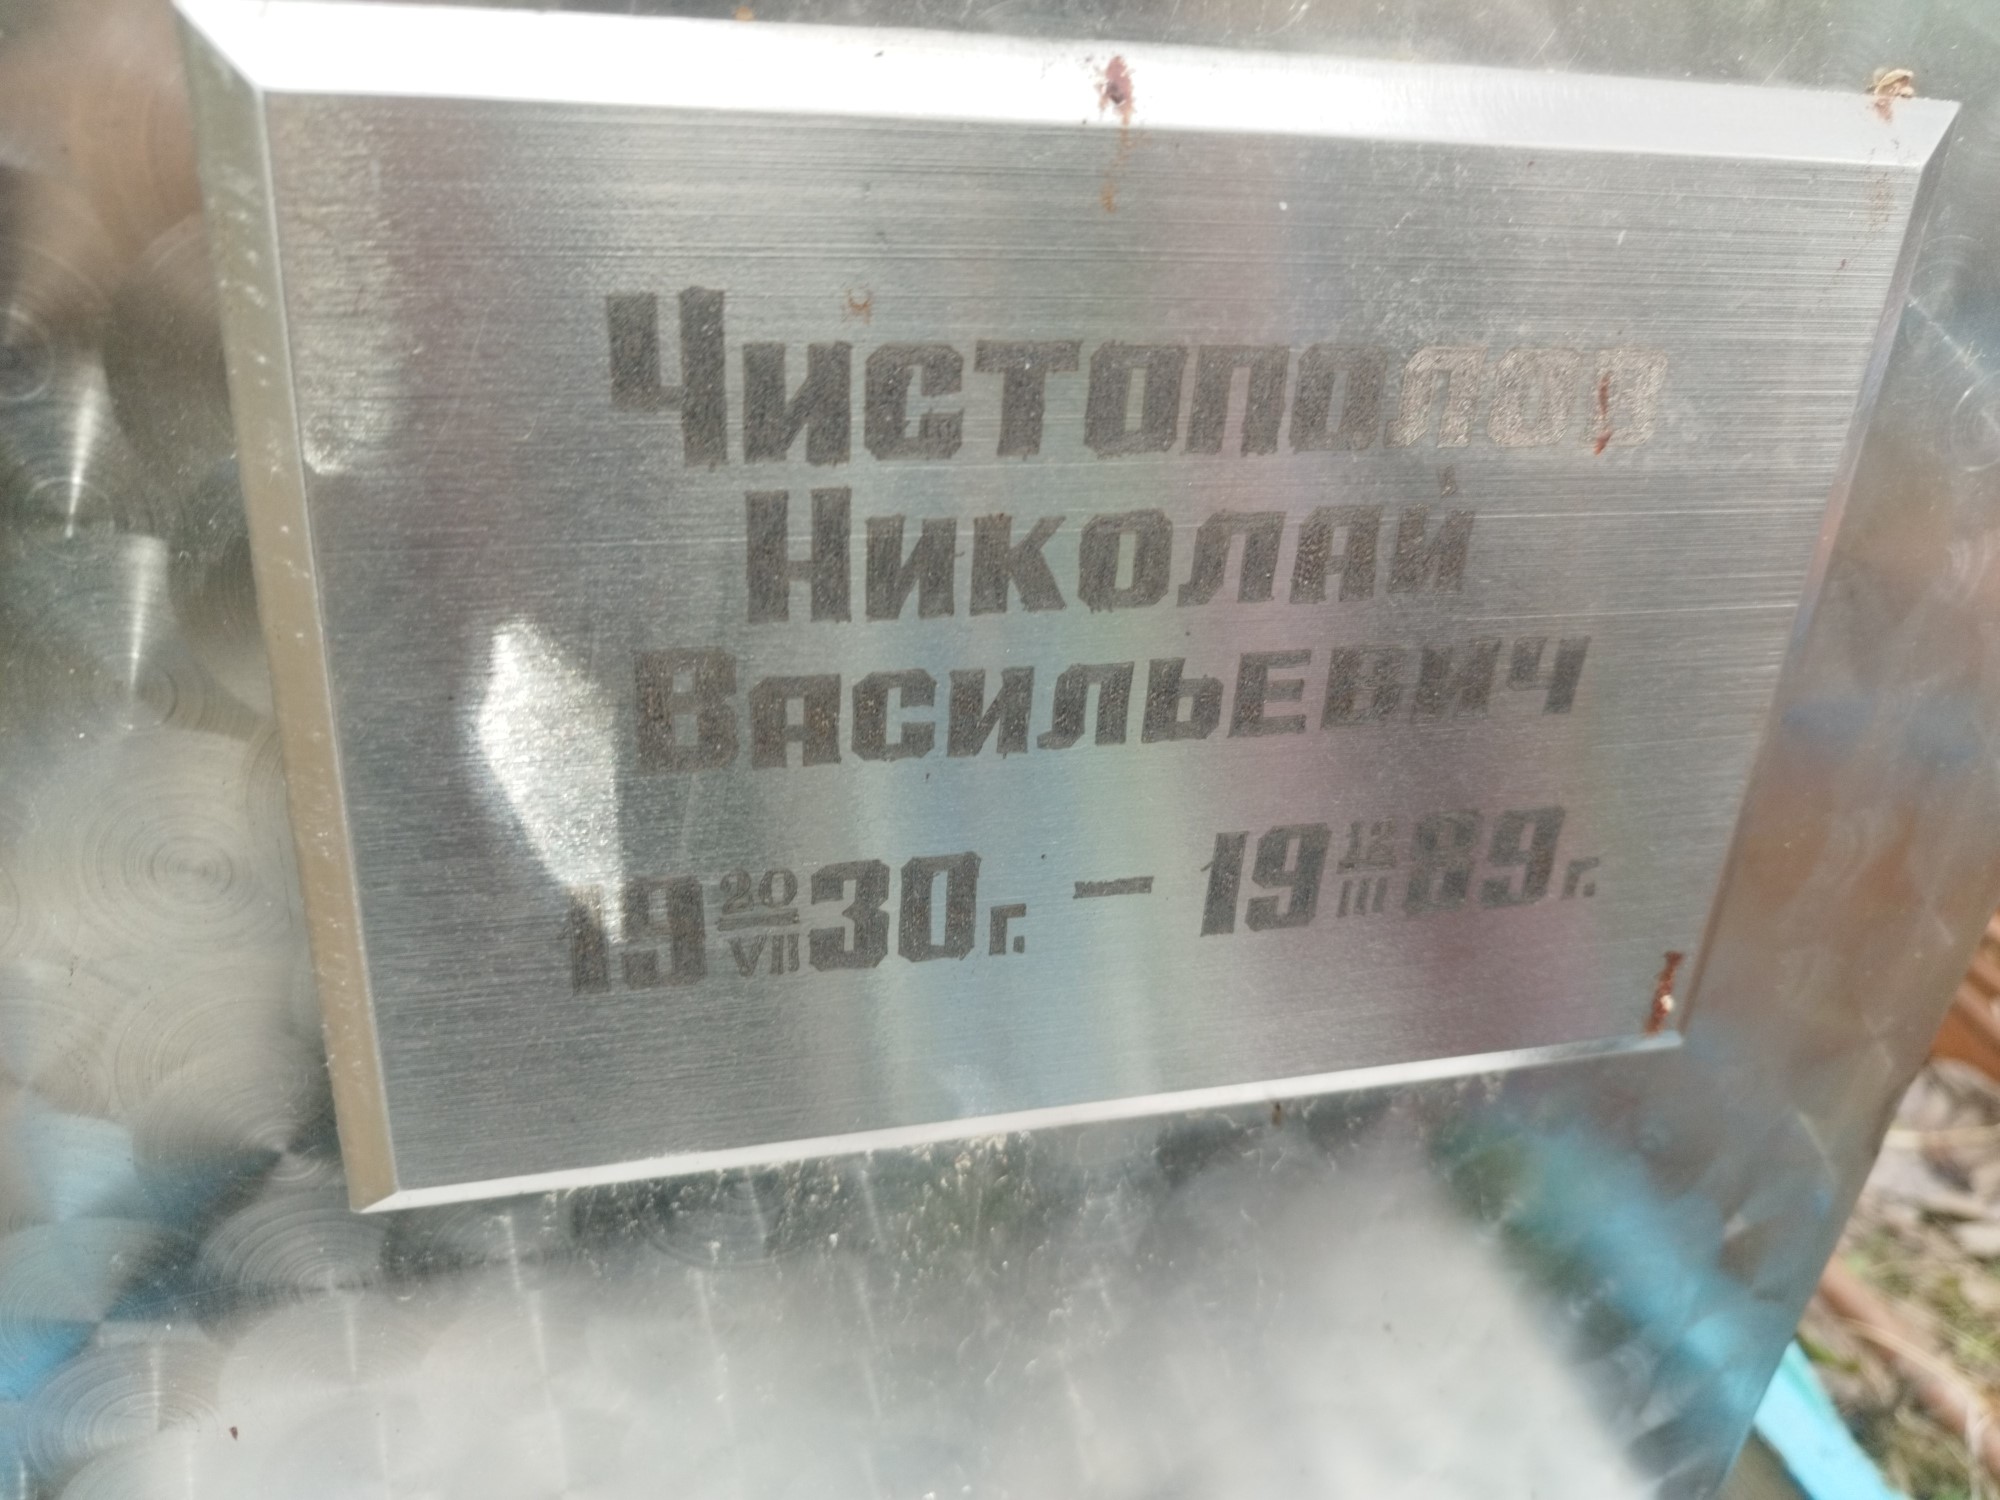 Чистополов
Николай
Васильевич
19 20/VII 30 г. — 19 12/III 89 г.